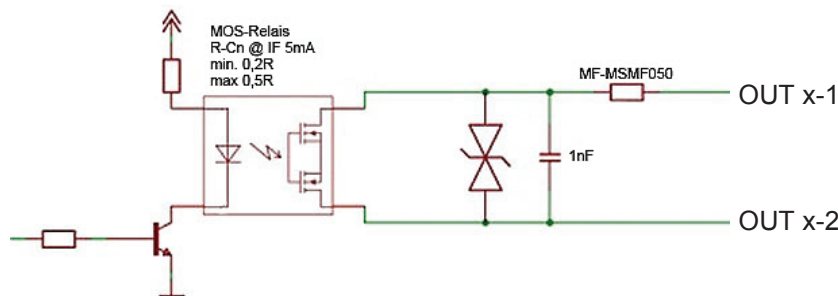 MOS-Relais
R-Cn @ IF 5mA
min. 0,2R
max 0,5R
MF-MSMF050
OUT x-1
1nF
OUT x-2